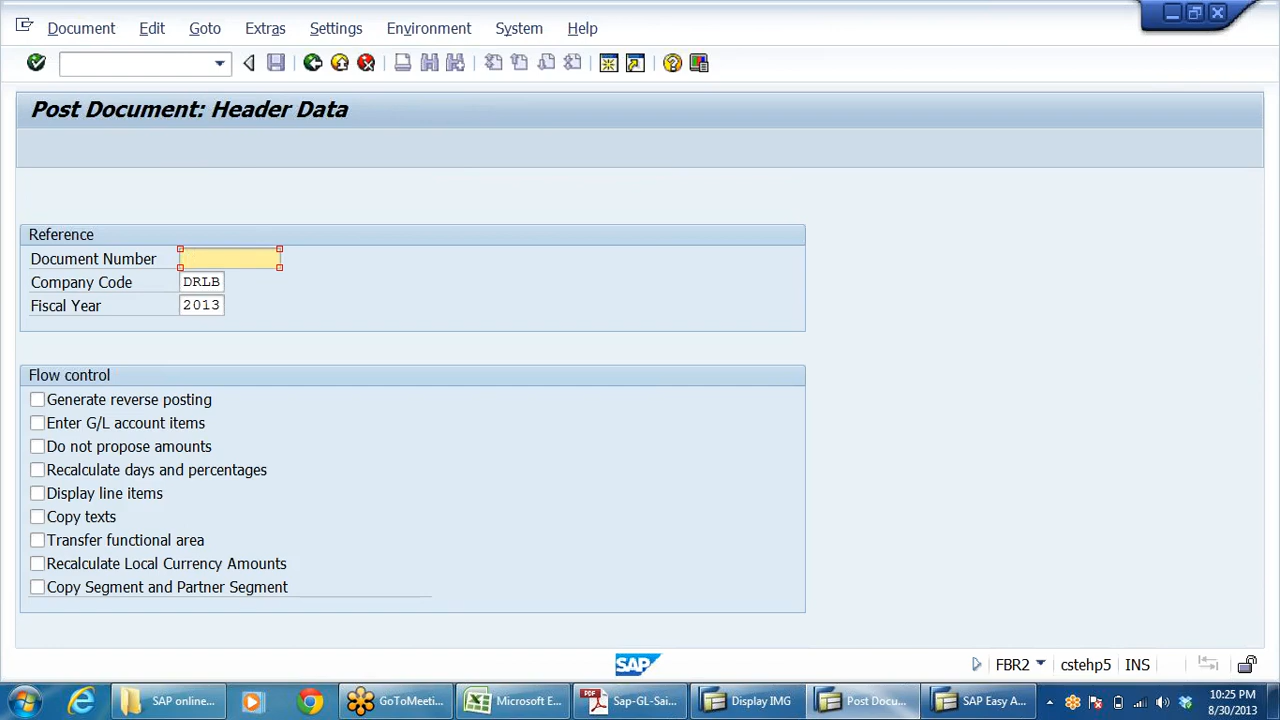 Document Edit Goto Extras Settings Environment System Help
Post Document: Header Data
Reference
Document Number
Company Code DRLB
Fiscal Year 2013
Flow control
Generate reverse posting
Enter G/L account items
Do not propose amounts
Recalculate days and percentages
Display line items
Copy texts
Transfer functional area
Recalculate Local Currency Amounts
Copy Segment and Partner Segment
SAP FBR2 cstehp5 INS
SAP online... GoToMeeti... Microsoft E... Sap-GL-Sai... Display IMG Post Docu... SAP Easy A... 10:25 PM
8/30/2013